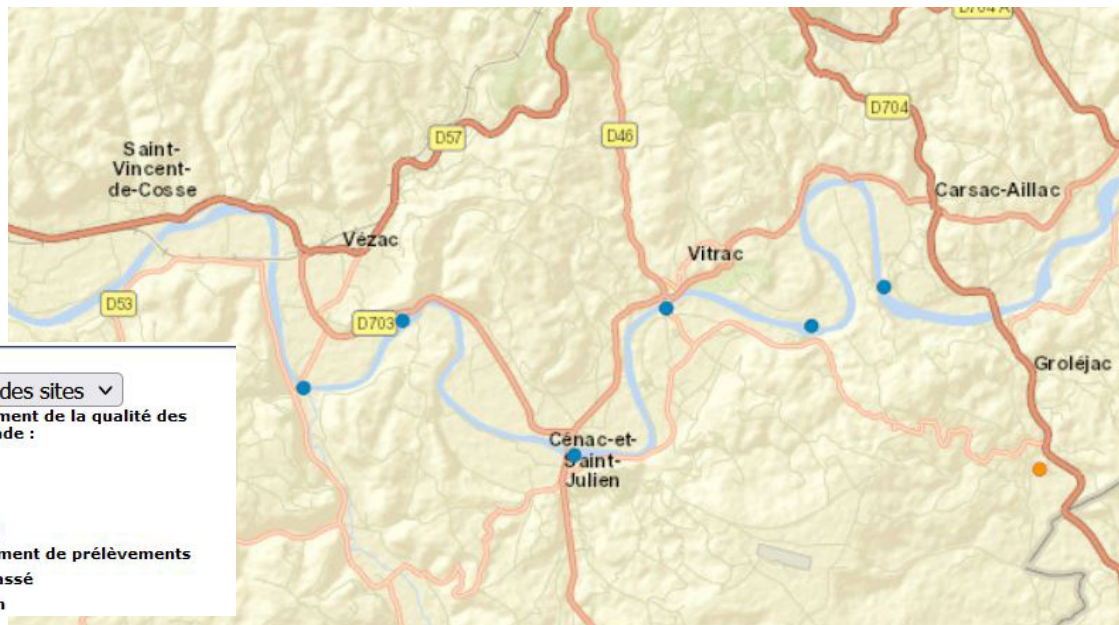 D704A
D704
D57
D46
Saint-
Vincent-
de-Cosse
Carsac-Aillac
Vézac
Vitrac
D53
D703
Groléjac
Cénac-et-
Saint-
Julien
des sites
ment de la qualité des
nde :
ment de prélèvements
assé
n